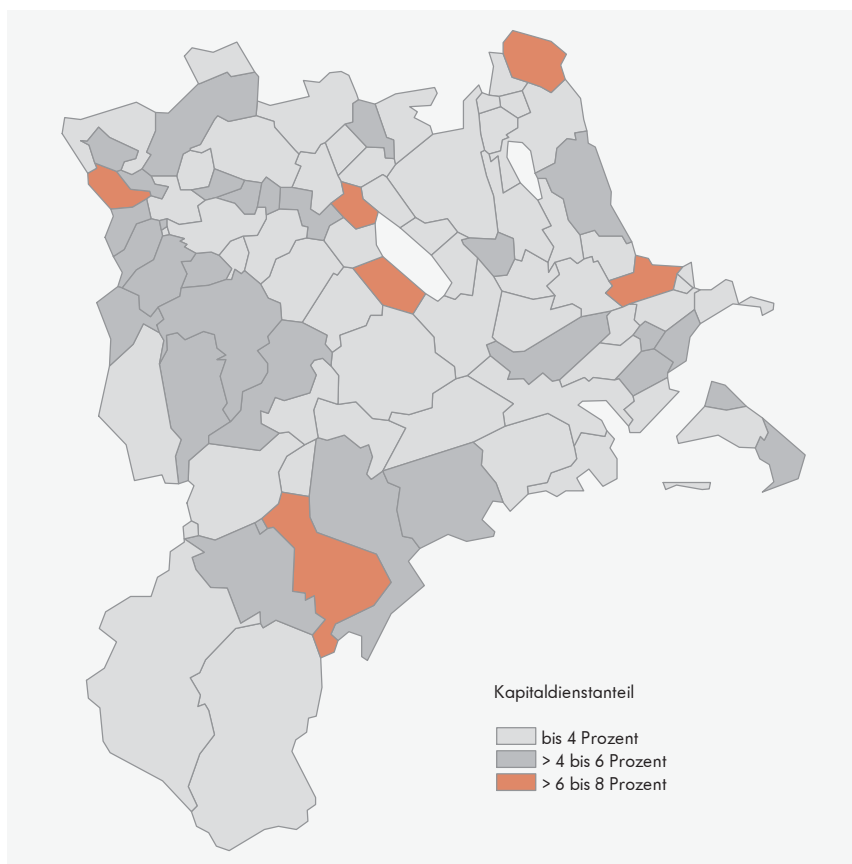 Kapitaldienstanteil
bis 4 Prozent
> 4 bis 6 Prozent
> 6 bis 8 Prozent